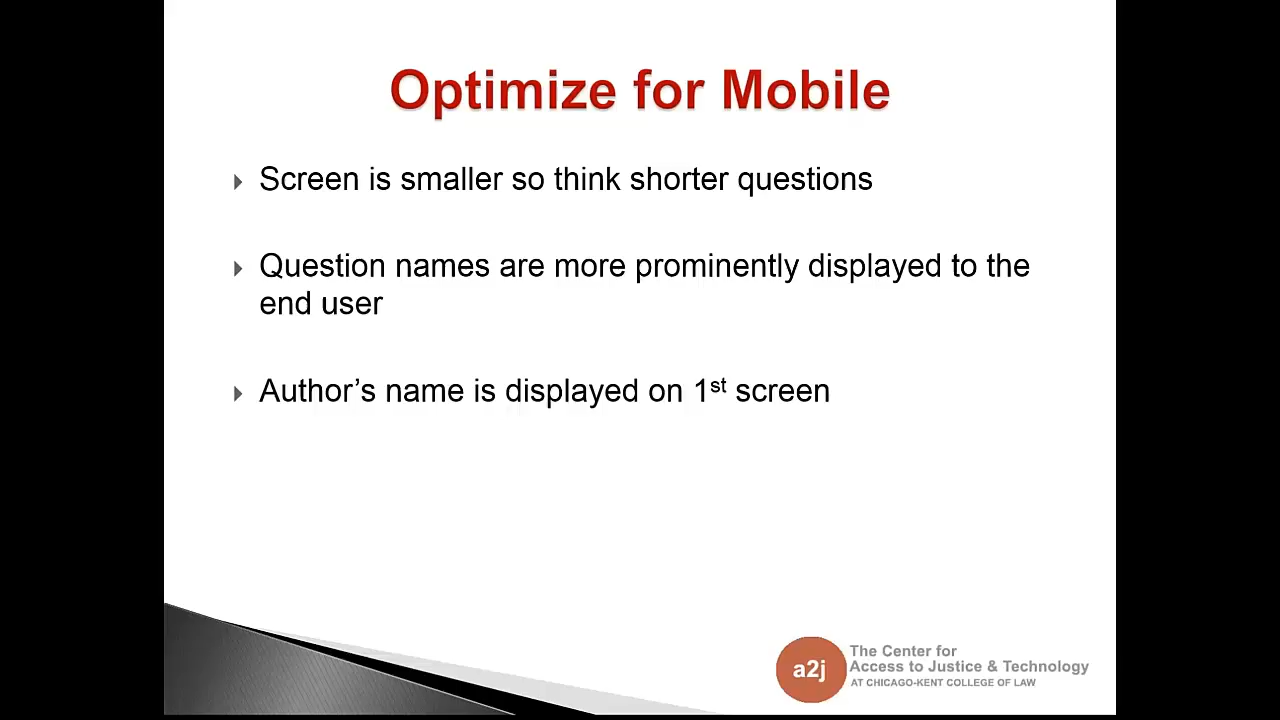 Optimize for Mobile
Screen is smaller so think shorter questions
Question names are more prominently displayed to the
end user
Author’s name is displayed on 1st screen
a2j
The Center for
Access to Justice & Technology
AT CHICAGO-KENT COLLEGE OF LAW